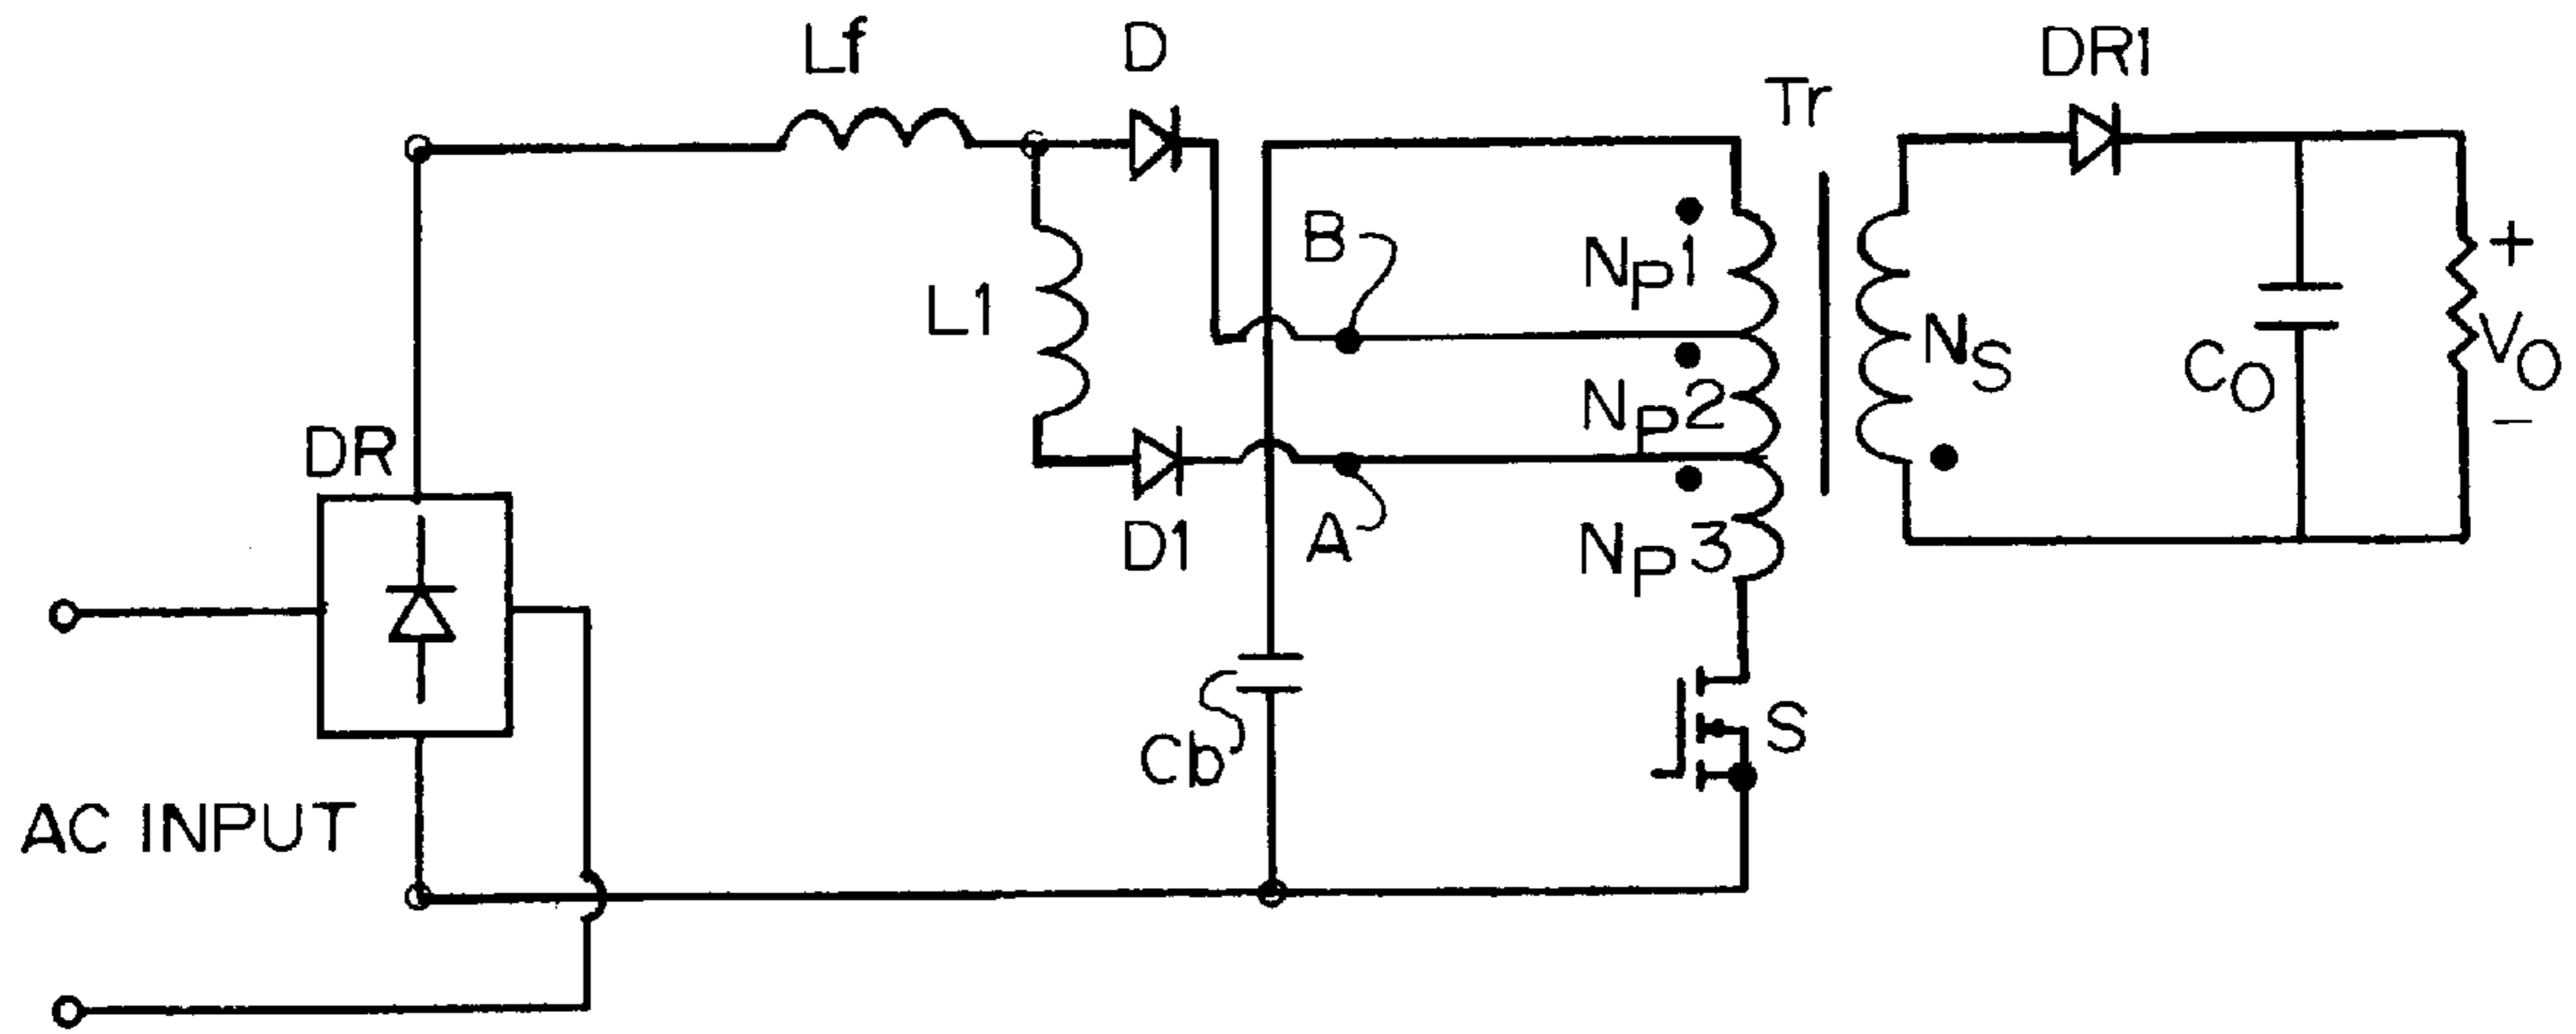 Lf
D
Tr
DR1
B
NP1
L1
NP2
NS
CO
+
VO
−
DR
D1
A
NP3
Cb
S
AC INPUT